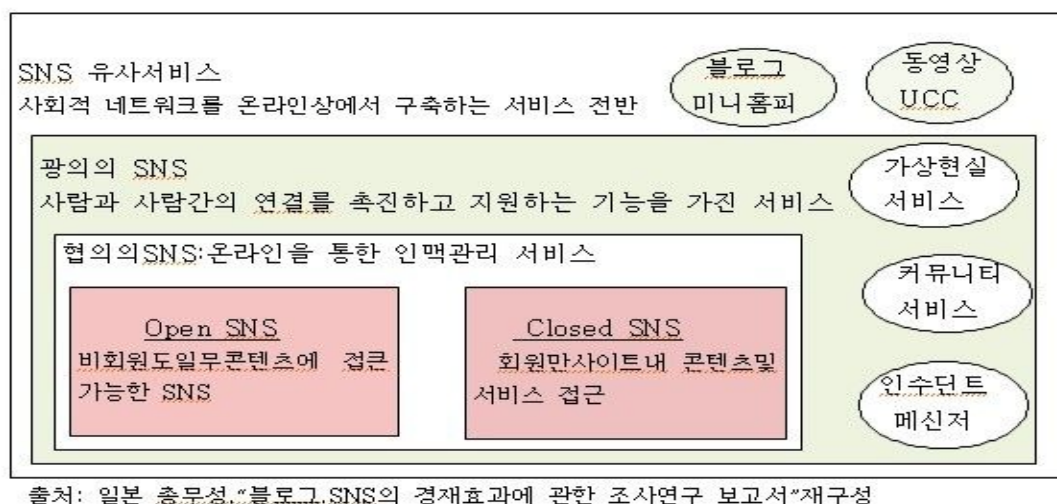 SNS 유사서비스
사회적 네트워크를 온라인상에서 구축하는 서비스 전반
블로그
미니홈피
동영상
UCC
광의의 SNS
사람과 사람간의 연결를 촉진하고 지원하는 기능을 가진 서비스
가상현실
서비스
협의의SNS:온라인을 통한 인맥관리 서비스
커뮤니티
서비스
Open SNS
비회원도일무콘텐츠에 접큰
가능한 SNS
Closed SNS
회원만사이트내 콘텐츠및
서비스 접근
인수딘트
메신저
출처: 일본 총무성,"블로그,SNS의 경재효과에 관한 조사연구 보고서"재구성